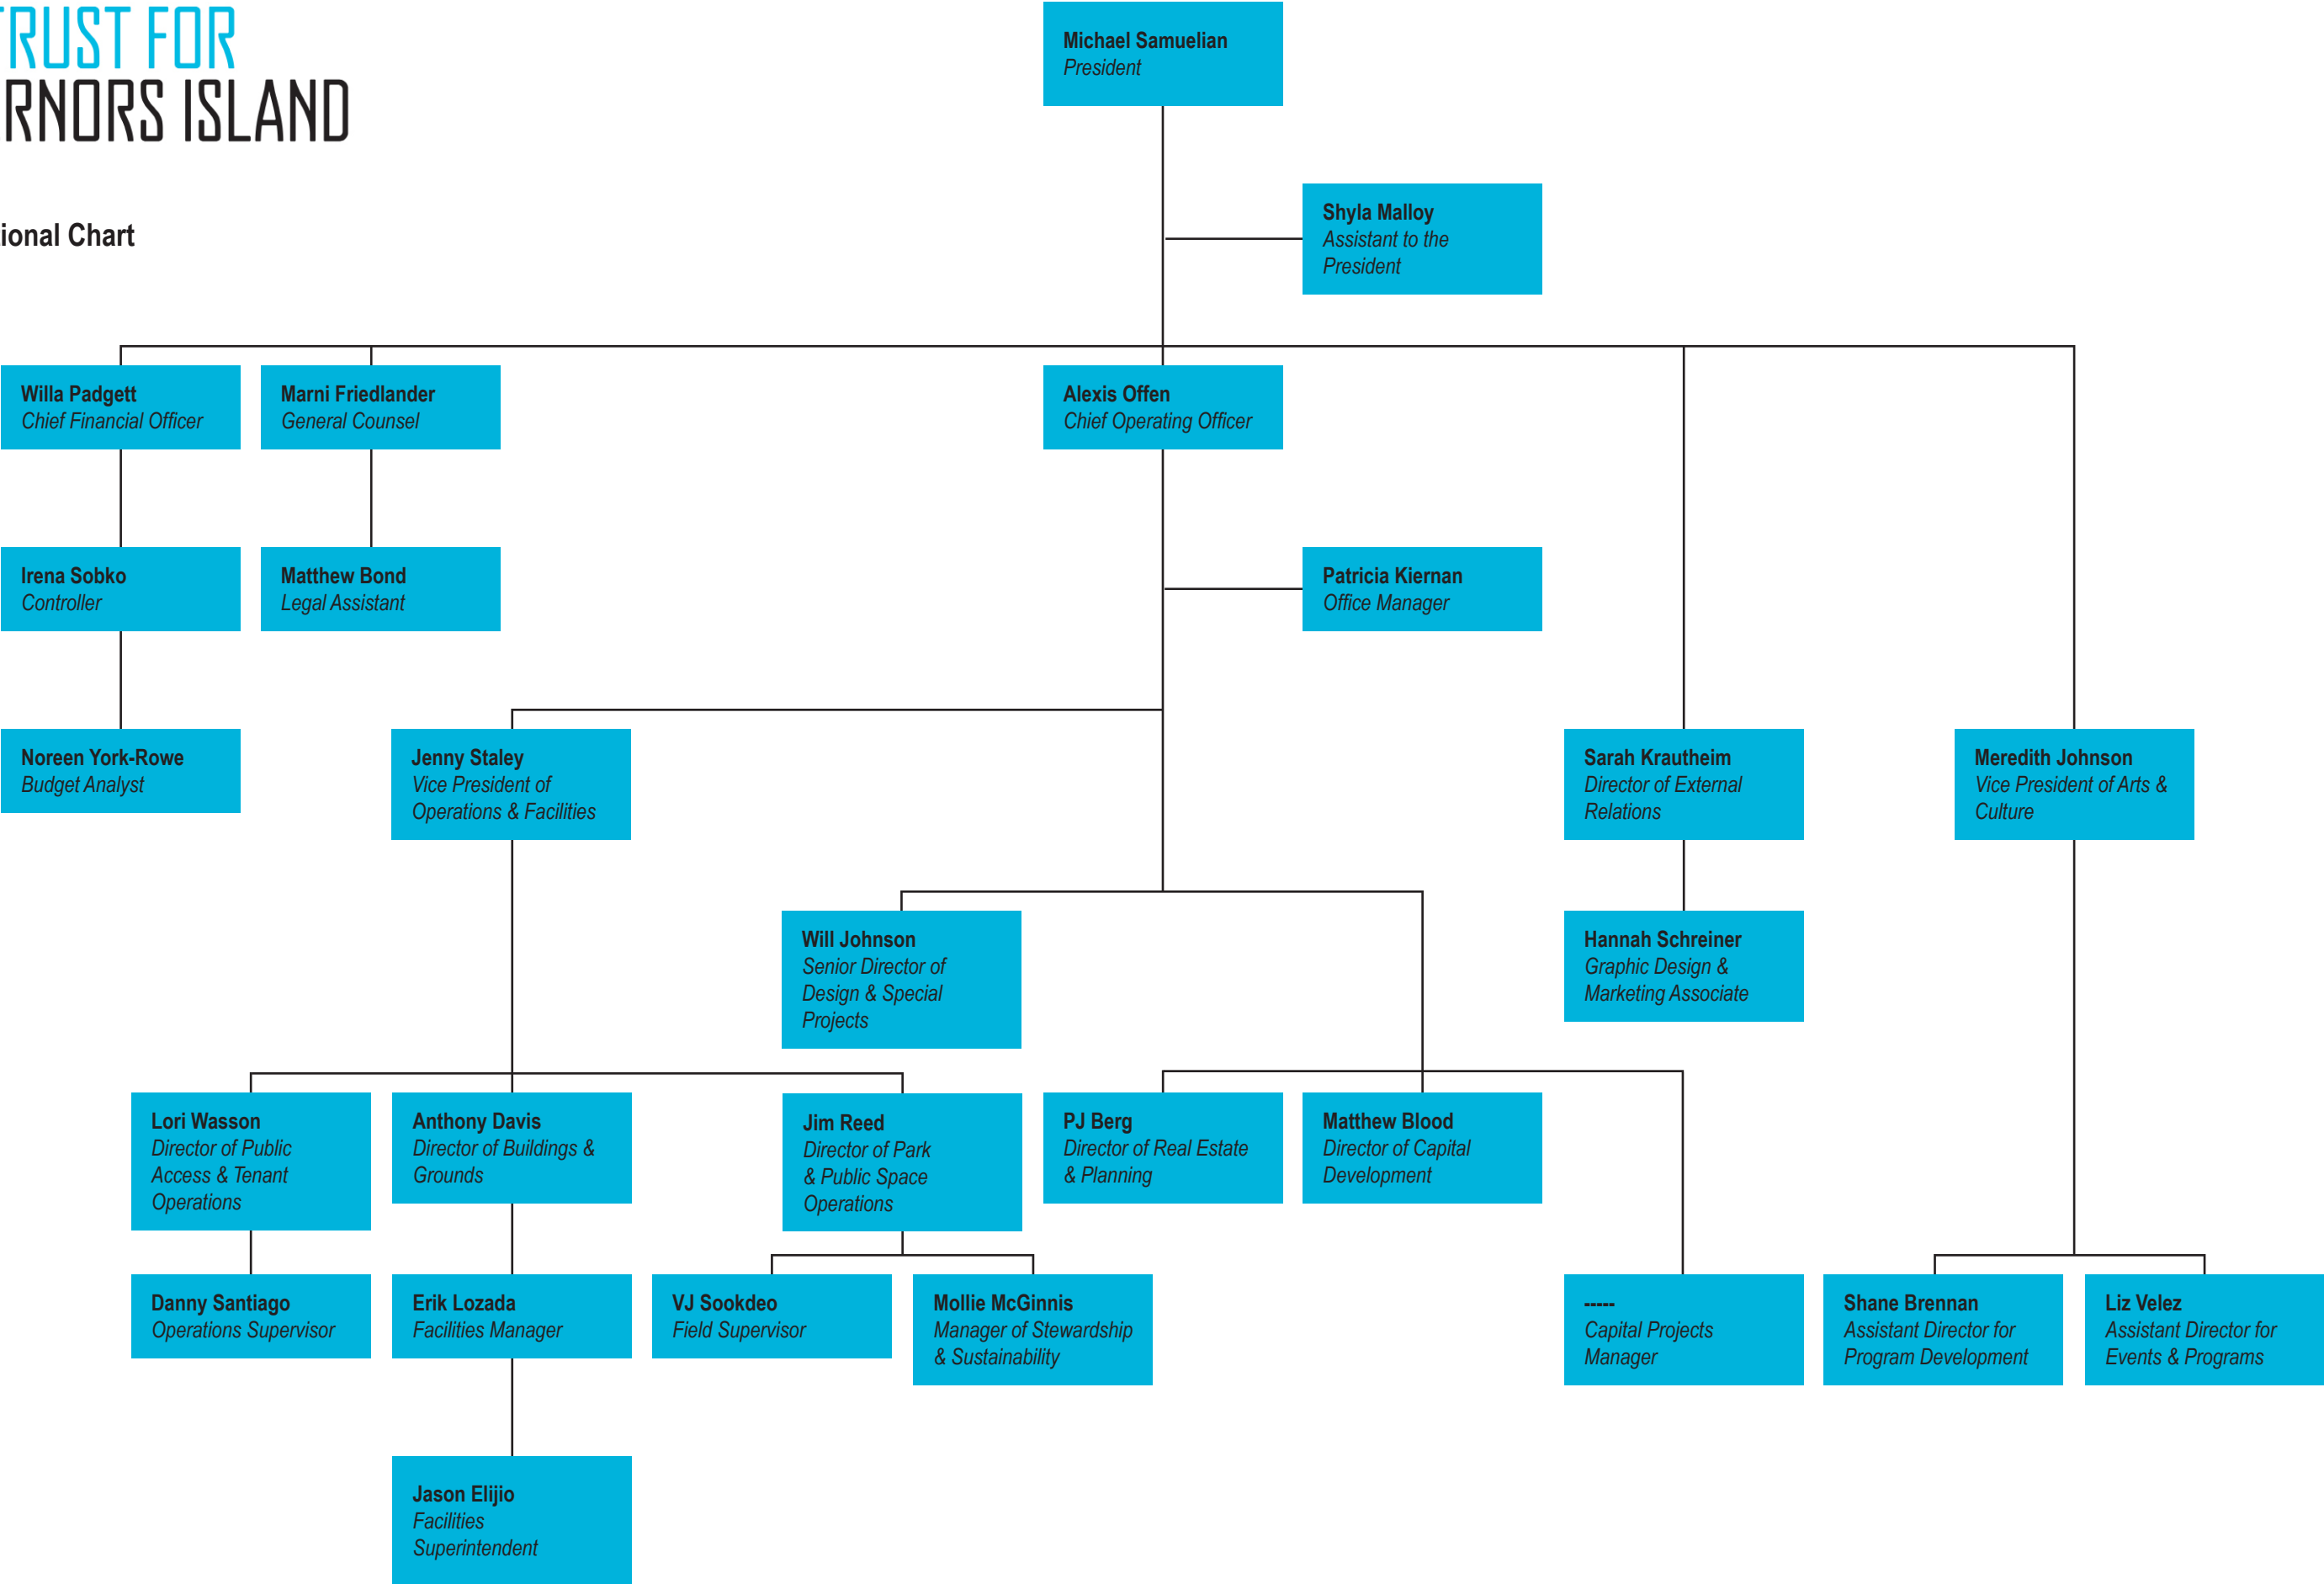 TRUST FOR
RNORS ISLAND
tional Chart
Michael Samuelian
President
Shyla Malloy
Assistant to the
President
Willa Padgett
Chief Financial Officer
Marni Friedlander
General Counsel
Alexis Offen
Chief Operating Officer
Irena Sobko
Controller
Matthew Bond
Legal Assistant
Patricia Kiernan
Office Manager
Noreen York-Rowe
Budget Analyst
Jenny Staley
Vice President of
Operations & Facilities
Sarah Krautheim
Director of External
Relations
Meredith Johnson
Vice President of Arts &
Culture
Will Johnson
Senior Director of
Design & Special
Projects
Hannah Schreiner
Graphic Design &
Marketing Associate
Lori Wasson
Director of Public
Access & Tenant
Operations
Anthony Davis
Director of Buildings &
Grounds
Jim Reed
Director of Park
& Public Space
Operations
PJ Berg
Director of Real Estate
& Planning
Matthew Blood
Director of Capital
Development
Danny Santiago
Operations Supervisor
Erik Lozada
Facilities Manager
VJ Sookdeo
Field Supervisor
Mollie McGinnis
Manager of Stewardship
& Sustainability
-----
Capital Projects
Manager
Shane Brennan
Assistant Director for
Program Development
Liz Velez
Assistant Director for
Events & Programs
Jason Elijio
Facilities
Superintendent